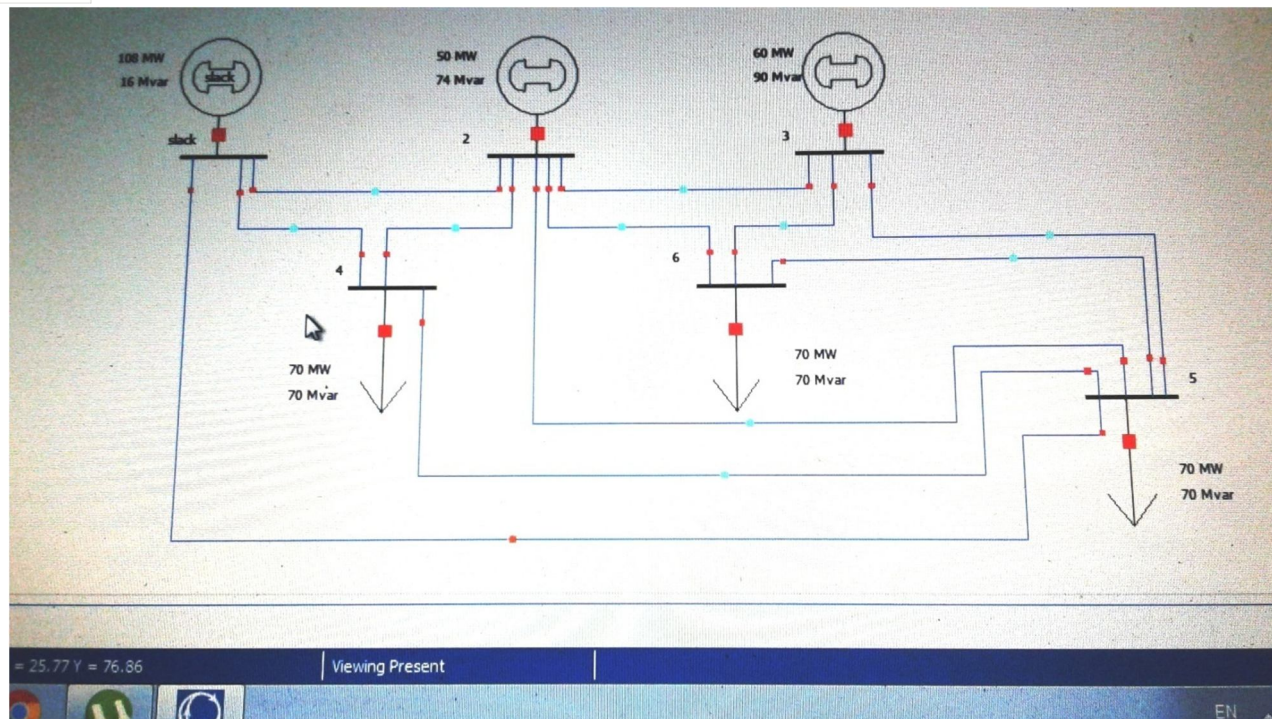 108 MW
16 Mvar
slack
slack
50 MW
74 Mvar
2
60 MW
90 Mvar
3
4
70 MW
70 Mvar
6
70 MW
70 Mvar
5
70 MW
70 Mvar
= 25.77 Y = 76.86
Viewing Present
EN